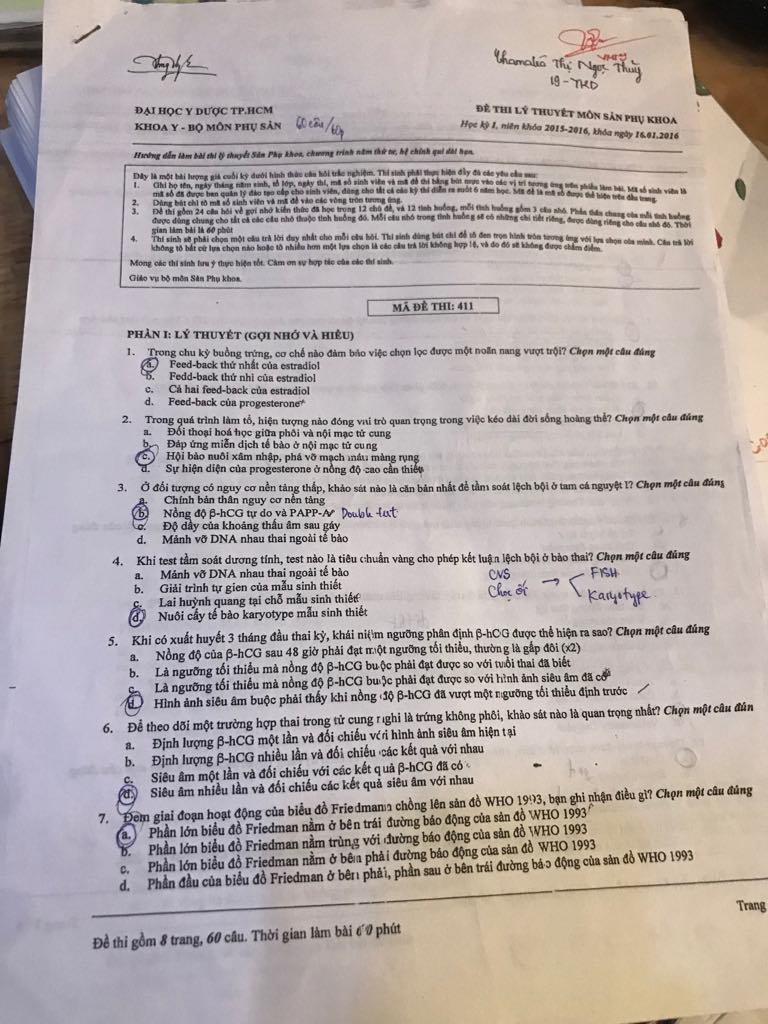 Chamaléa Thị Ngọc Thùy
19-TKD
ĐẠI HỌC Y DƯỢC TP.HCM
KHOA Y - BỘ MÔN PHỤ SẢN
60 câu/60p
ĐỀ THI LÝ THUYẾT MÔN SẢN PHỤ KHOA
Học kỳ 1, niên khóa 2015-2016, khóa ngày 16.01.2016
Hướng dẫn làm bài thi lý thuyết Sản Phụ khoa, chương trình năm thứ tư, hệ chính qui dài hạn.
Đây là một bài lượng giá cuối kỳ dưới hình thức câu hỏi trắc nghiệm. Thí sinh phải thực hiện đầy đủ các yêu cầu sau:
1. Ghi họ tên, ngày tháng năm sinh, tổ lớp, ngày thi, mã số sinh viên và mã đề thi bằng bút mực vào các vị trí tương ứng trên phiếu làm bài. Mã số sinh viên là
mã số đã được ban quản lý đào tạo cấp cho sinh viên, dùng cho tất cả các kỳ thi diễn ra suốt 6 năm học. Mã đề là mã số được thể hiện trên đầu trang.
2. Dùng bút chì tô mã số sinh viên và mã đề vào các vòng tròn tương ứng.
3. Đề thi gồm 24 câu hỏi về gợi nhớ kiến thức đã học trong 12 chủ đề, và 12 tình huống, mỗi tình huống gồm 3 câu nhỏ. Phần thân chung của mỗi tình huống
được dùng chung cho tất cả các câu nhỏ thuộc tình huống đó. Mỗi câu nhỏ trong tình huống sẽ có những chi tiết riêng, được dùng riêng cho câu nhỏ đó. Thời
gian làm bài là 60 phút
4. Thí sinh sẽ phải chọn một câu trả lời duy nhất cho mỗi câu hỏi. Thí sinh dùng bút chì để tô đen trọn hình tròn tương ứng với lựa chọn của mình. Câu trả lời
không tô bất cứ lựa chọn nào hoặc tô nhiều hơn một lựa chọn là các câu trả lời không hợp lệ, và do đó sẽ không được chấm điểm.
Mong các thí sinh lưu ý thực hiện tốt. Cảm ơn sự hợp tác của các thí sinh.
Giáo vụ bộ môn Sản Phụ khoa.
MÃ ĐỀ THI: 411
PHẦN I: LÝ THUYẾT (GỢI NHỚ VÀ HIỂU)
1. Trong chu kỳ buồng trứng, cơ chế nào đảm bảo việc chọn lọc được một noãn nang vượt trội? Chọn một câu đúng
a. Feed-back thứ nhất của estradiol
b. Fedd-back thứ nhì của estradiol
c. Cả hai feed-back của estradiol
d. Feed-back của progesterone
2. Trong quá trình làm tổ, hiện tượng nào đóng vai trò quan trọng trong việc kéo dài đời sống hoàng thể? Chọn một câu đúng
a. Đối thoại hoá học giữa phôi và nội mạc tử cung
b. Đáp ứng miễn dịch tế bào ở nội mạc tử cung
c. Hội bào nuôi xâm nhập, phá vỡ mạch máu màng rụng
d. Sự hiện diện của progesterone ở nồng độ cao cần thiết
3. Ở đối tượng có nguy cơ nền tảng thấp, khảo sát nào là căn bản nhất để tầm soát lệch bội ở tam cá nguyệt I? Chọn một câu đúng
a. Chính bản thân nguy cơ nền tảng
b. Nồng độ β-hCG tự do và PAPP-A Double test
c. Độ dầy của khoảng thấu âm sau gáy
d. Mảnh vỡ DNA nhau thai ngoài tế bào
4. Khi test tầm soát dương tính, test nào là tiêu chuẩn vàng cho phép kết luận lệch bội ở bào thai? Chọn một câu đúng
a. Mảnh vỡ DNA nhau thai ngoài tế bào
b. Giải trình tự gien của mẫu sinh thiết
c. Lai huỳnh quang tại chỗ mẫu sinh thiết
d. Nuôi cấy tế bào karyotype mẫu sinh thiết
CVS
Chọc ối
→ FISH
Karyotype
5. Khi có xuất huyết 3 tháng đầu thai kỳ, khái niệm ngưỡng phân định β-hCG được thể hiện ra sao? Chọn một câu đúng
a. Nồng độ của β-hCG sau 48 giờ phải đạt một ngưỡng tối thiểu, thường là gấp đôi (x2)
b. Là ngưỡng tối thiểu mà nồng độ β-hCG buộc phải đạt được so với tuổi thai đã biết
c. Là ngưỡng tối thiểu mà nồng độ β-hCG buộc phải đạt được so với hình ảnh siêu âm đã có
d. Hình ảnh siêu âm buộc phải thấy khi nồng độ β-hCG đã vượt một ngưỡng tối thiểu định trước
6. Để theo dõi một trường hợp thai trong tử cung nghi là trứng không phôi, khảo sát nào là quan trọng nhất? Chọn một câu đún
a. Định lượng β-hCG một lần và đối chiếu với hình ảnh siêu âm hiện tại
b. Định lượng β-hCG nhiều lần và đối chiếu các kết quả với nhau
c. Siêu âm một lần và đối chiếu với các kết quả β-hCG đã có
d. Siêu âm nhiều lần và đối chiếu các kết quả siêu âm với nhau
7. Đem giai đoạn hoạt động của biểu đồ Friedmann chồng lên sản đồ WHO 1993, bạn ghi nhận điều gì? Chọn một câu đúng
a. Phần lớn biểu đồ Friedman nằm ở bên trái đường báo động của sản đồ WHO 1993
b. Phần lớn biểu đồ Friedman nằm trùng với đường báo động của sản đồ WHO 1993
c. Phần lớn biểu đồ Friedman nằm ở bên phải đường báo động của sản đồ WHO 1993
d. Phần đầu của biểu đồ Friedman ở bên phải, phần sau ở bên trái đường báo động của sản đồ WHO 1993
Trang
Đề thi gồm 8 trang, 60 câu. Thời gian làm bài 60 phút